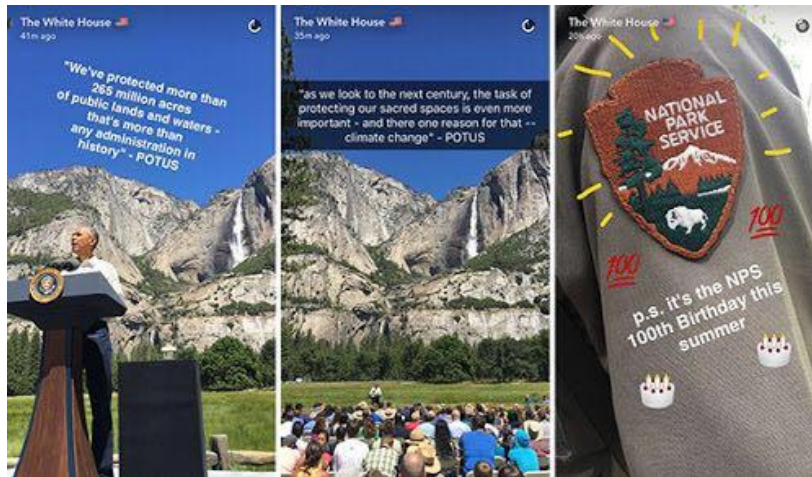 The White House 🇺🇸
41m ago
"We've protected more than
265 million acres
of public lands and waters -
that's more than
any administration in
history" - POTUS
The White House 🇺🇸
35m ago
"as we look to the next century, the task of
protecting our sacred spaces is even more
important - and there one reason for that --
climate change" - POTUS
The White House 🇺🇸
20h ago
NATIONAL
PARK
SERVICE
100
100
p.s. it's the NPS
100th Birthday this
summer